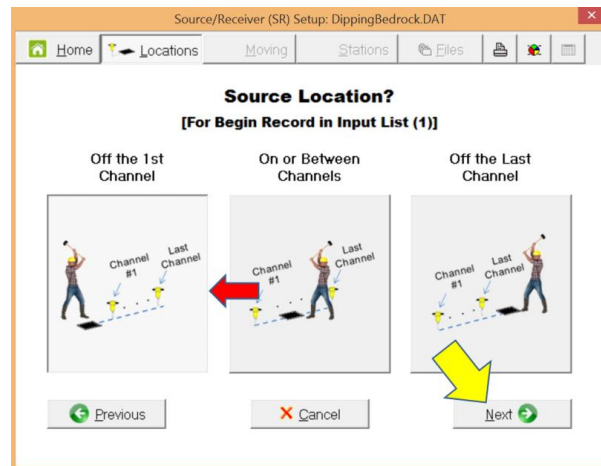 Source/Receiver (SR) Setup: DippingBedrock.DAT
Home Locations Moving Stations Files
Source Location?
[For Begin Record in Input List (1)]
Off the 1st
Channel
On or Between
Channels
Off the Last
Channel
Channel
#1
Last
Channel
Channel
#1
Last
Channel
Channel
#1
Last
Channel
Previous
Cancel
Next